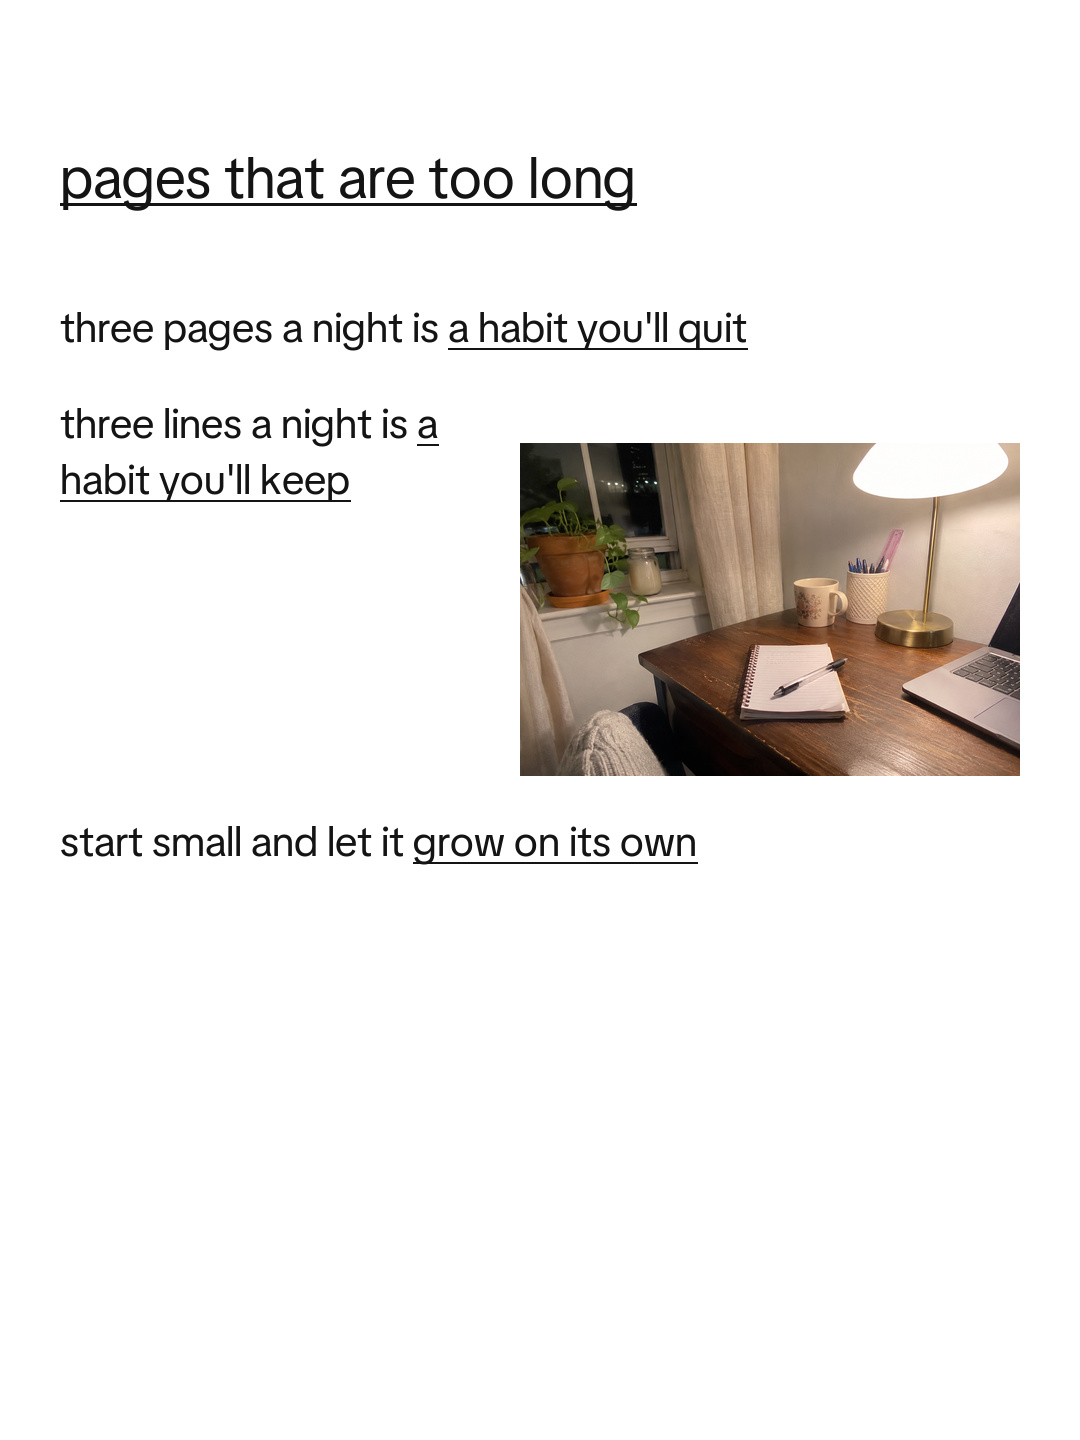 pages that are too long
three pages a night is a habit you'll quit
three lines a night is a
habit you'll keep
start small and let it grow on its own